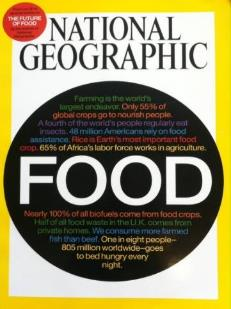 THE FUTURE
OF FOOD
NATIONAL
GEOGRAPHIC
Farming is the world's
largest endeavor. Only 55% of
global crops go to nourish people.
A fourth of the world's people regularly eat
insects. 48 million Americans rely on food
assistance. Rice is Earth's most important food
crop. 65% of Africa's labor force works in agriculture.
FOOD
Nearly 100% of all biofuels come from food crops.
Half of all food waste in the U.K. comes from
private homes. We consume more farmed
fish than beef. One in eight people—
805 million worldwide—goes
to bed hungry every
night.